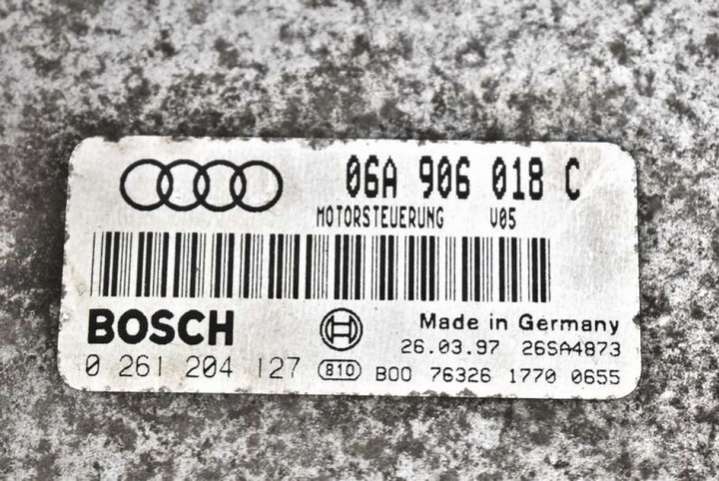 06A 906 018 C
MOTORSTEUERUNG V05
BOSCH
Made in Germany
26.03.97 26SA4873
0 261 204 127 810 B00 76326 1770 0655